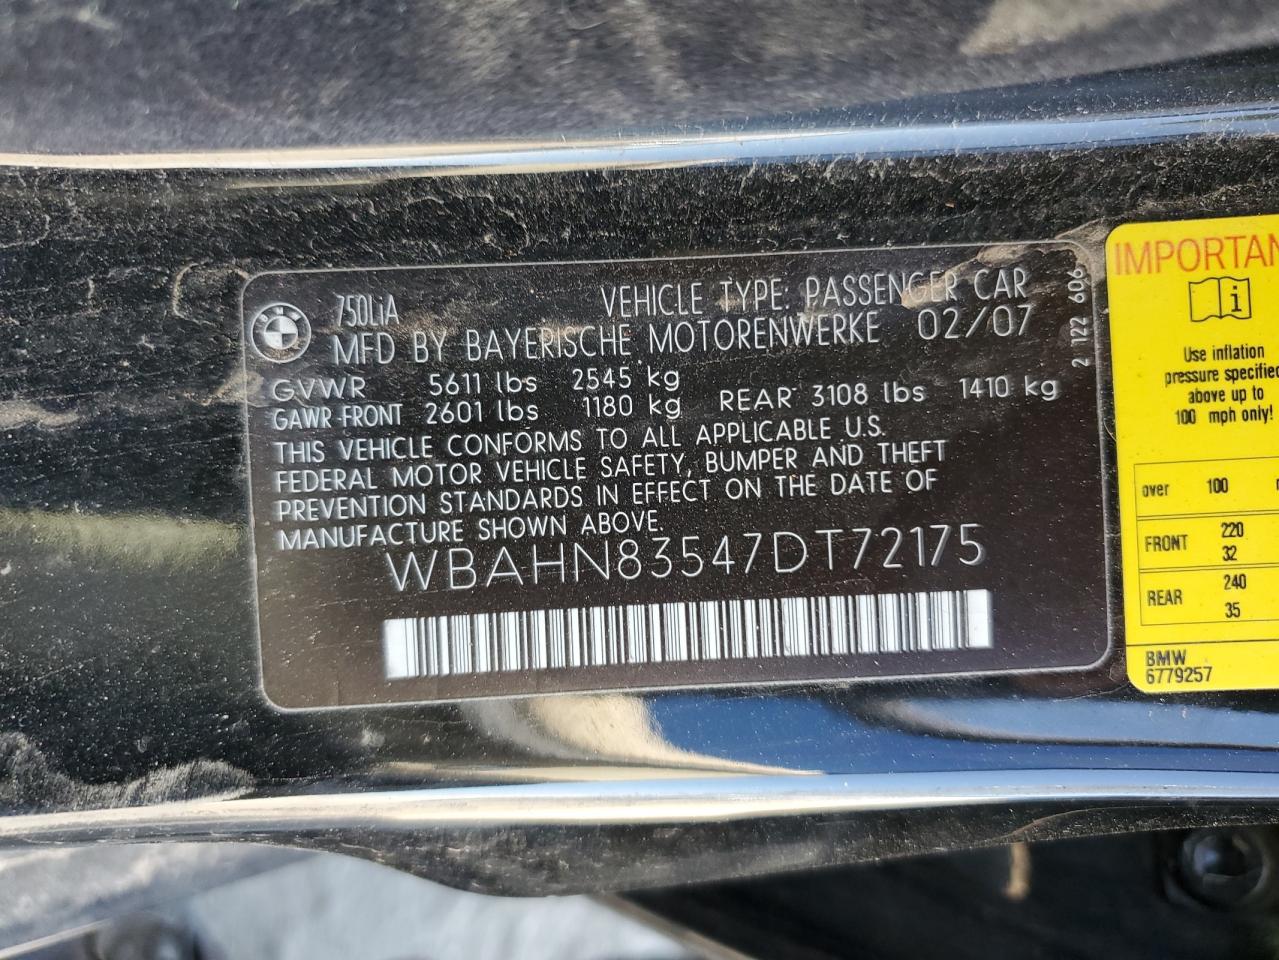 750LiA VEHICLE TYPE: PASSENGER CAR
MFD BY BAYERISCHE MOTORENWERKE 02/07
GVWR 5611 lbs 2545 kg
GAWR-FRONT 2601 lbs 1180 kg REAR 3108 lbs 1410 kg
THIS VEHICLE CONFORMS TO ALL APPLICABLE U.S.
FEDERAL MOTOR VEHICLE SAFETY, BUMPER AND THEFT
PREVENTION STANDARDS IN EFFECT ON THE DATE OF
MANUFACTURE SHOWN ABOVE.
WBAHN83547DT72175
2 122 606
IMPORTAN
i
Use inflation
pressure specified
above up to
100 mph only!
over 100
FRONT 220
32
REAR 240
35
BMW
6779257